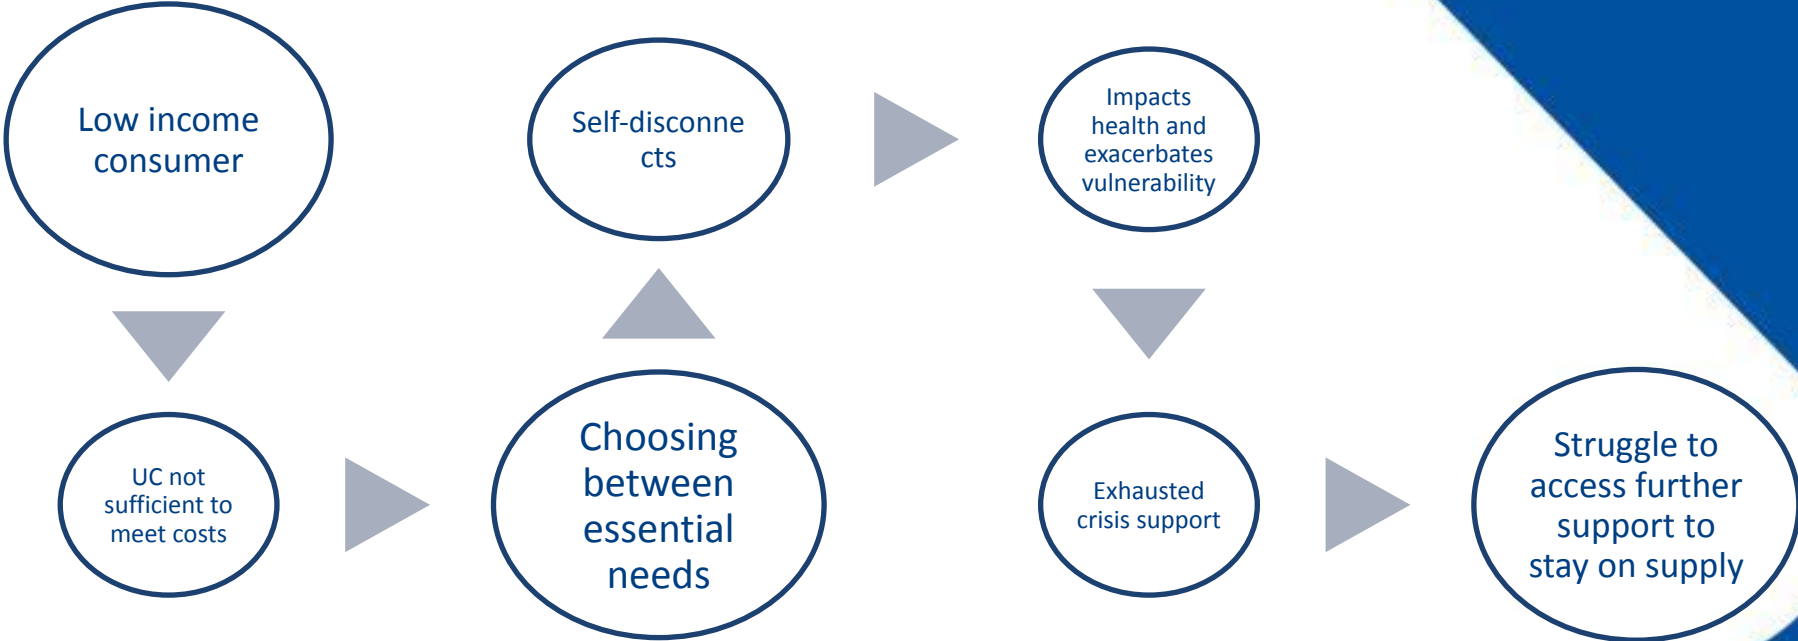 Low income
consumer
UC not
sufficient to
meet costs
Choosing
between
essential
needs
Self-disconne
cts
Impacts
health and
exacerbates
vulnerability
Exhausted
crisis support
Struggle to
access further
support to
stay on supply